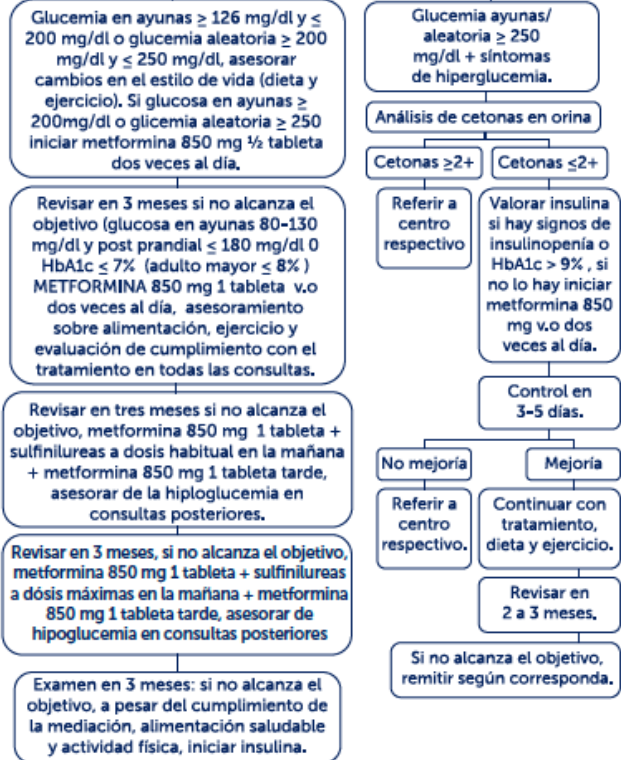 Glucemia en ayunas ≥ 126 mg/dl y ≤
200 mg/dl o glucemia aleatoria ≥ 200
mg/dl y ≤ 250 mg/dl, asesorar
cambios en el estilo de vida (dieta y
ejercicio). Si glucosa en ayunas ≥
200mg/dl o glicemia aleatoria ≥ 250
iniciar metformina 850 mg ½ tableta
dos veces al día.
Revisar en 3 meses si no alcanza el
objetivo (glucosa en ayunas 80-130
mg/dl y post prandial ≤ 180 mg/dl 0
HbA1c ≤ 7% (adulto mayor ≤ 8% )
METFORMINA 850 mg 1 tableta v.o
dos veces al día, asesoramiento
sobre alimentación, ejercicio y
evaluación de cumplimiento con el
tratamiento en todas las consultas.
Revisar en tres meses si no alcanza el
objetivo, metformina 850 mg 1 tableta +
sulfinilureas a dosis habitual en la mañana
+ metformina 850 mg 1 tableta tarde,
asesorar de la hiploglucemia en
consultas posteriores.
Revisar en 3 meses, si no alcanza el objetivo,
metformina 850 mg 1 tableta + sulfinilureas
a dósis máximas en la mañana + metformina
850 mg 1 tableta tarde, asesorar de
hipoglucemia en consultas posteriores
Examen en 3 meses: si no alcanza el
objetivo, a pesar del cumplimiento de
la mediación, alimentación saludable
y actividad física, iniciar insulina.
Glucemia ayunas/
aleatoria ≥ 250
mg/dl + síntomas
de hiperglucemia.
Análisis de cetonas en orina
Cetonas ≥2+
Cetonas ≤2+
Referir a
centro
respectivo
Valorar insulina
si hay signos de
insulinopenía o
HbA1c > 9% , si
no lo hay iniciar
metformina 850
mg v.o dos
veces al día.
Control en
3-5 días.
No mejoría
Mejoría
Referir a
centro
respectivo.
Continuar con
tratamiento,
dieta y ejercicio.
Revisar en
2 a 3 meses.
Si no alcanza el objetivo,
remitir según corresponda.